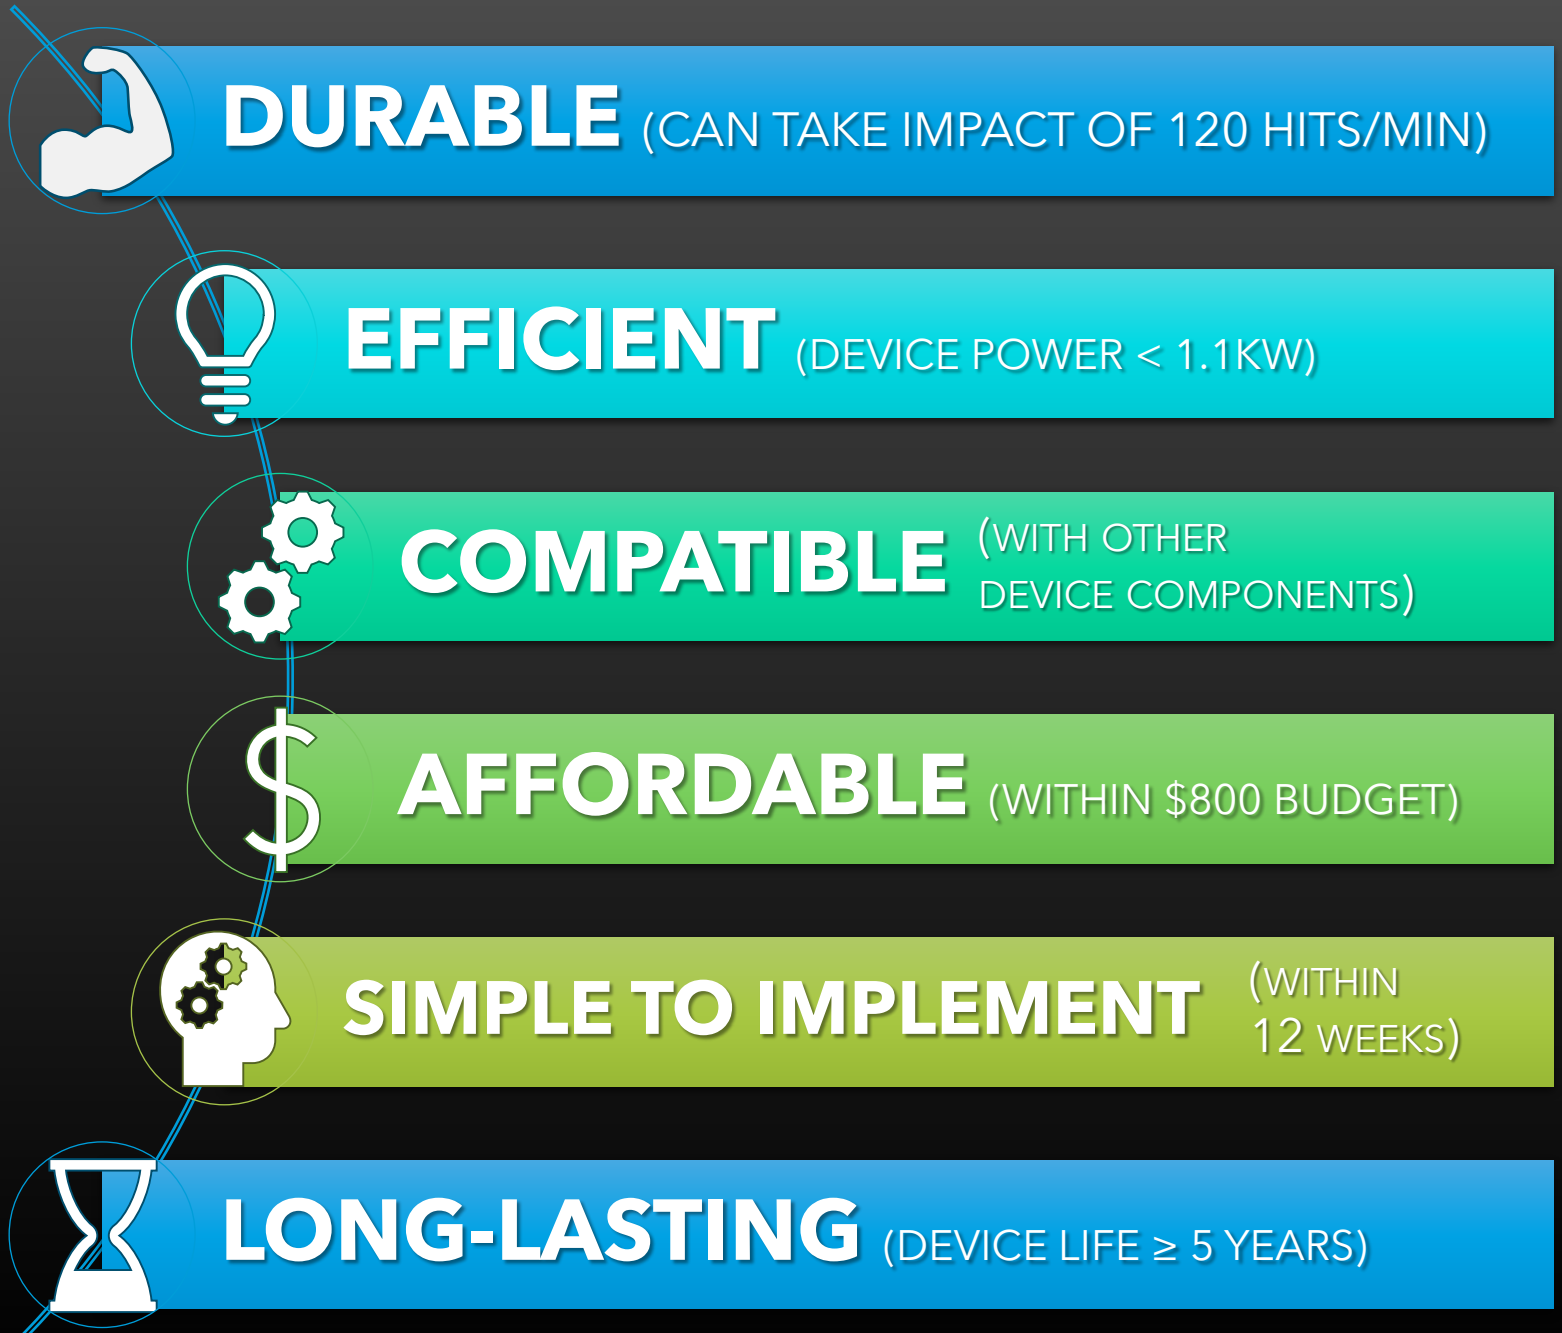 DURABLE (CAN TAKE IMPACT OF 120 HITS/MIN)
EFFICIENT (DEVICE POWER < 1.1KW)
COMPATIBLE (WITH OTHER
DEVICE COMPONENTS)
AFFORDABLE (WITHIN $800 BUDGET)
SIMPLE TO IMPLEMENT (WITHIN
12 WEEKS)
LONG-LASTING (DEVICE LIFE ≥ 5 YEARS)